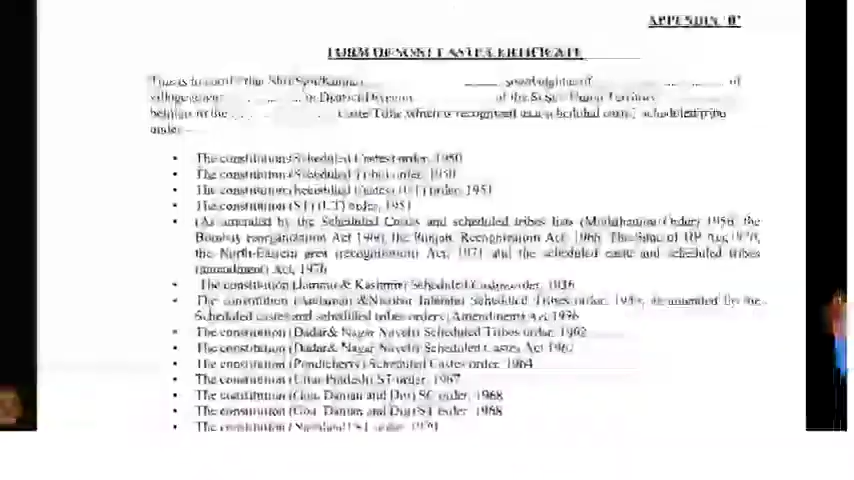 APPENDIX 'B'
FORM OF SC/ST CASTE CERTIFICATE
This is to certify that Shri/Smt/Kumari son/daughter of of
village/town in District/Division of the State/Union Territory
belongs to the Caste/Tribe which is recognised as a scheduled caste/ scheduled tribe
under
• The constitution (Scheduled Castes) order, 1950
• The constitution (Scheduled Tribes) order, 1950
• The constitution (Scheduled Castes) (UT) order, 1951
• The constitution (ST) (UT) order, 1951
• (As amended by the Scheduled Castes and scheduled tribes lists (Modification Order) 1956, the
Bombay reorganization Act 1960, the Punjab Reorganization Act 1966, The State of HP Act 1970,
the North-Eastern area (reorganization) Act, 1971 and the scheduled caste and scheduled tribes
(amendment) Act, 1976
• The constitution (Jammu & Kashmir) Scheduled Castes order, 1956
• The constitution (Andaman &Nicobar Islands) Scheduled Tribes order, 1959, as amended by the
Scheduled castes and scheduled tribes orders (Amendment) Act 1976
• The constitution (Dadar& Nagar Naveli) Scheduled Tribes order, 1962
• The constitution (Dadar& Nagar Naveli) Scheduled Castes Act 1962
• The constitution (Pondicherry) Scheduled Castes order, 1964
• The constitution (Uttar Pradesh) ST order, 1967
• The constitution (Goa, Daman and Diu) SC order, 1968
• The constitution (Goa, Daman and Diu) ST order, 1968
• The constitution (Nagaland) ST order, 1970